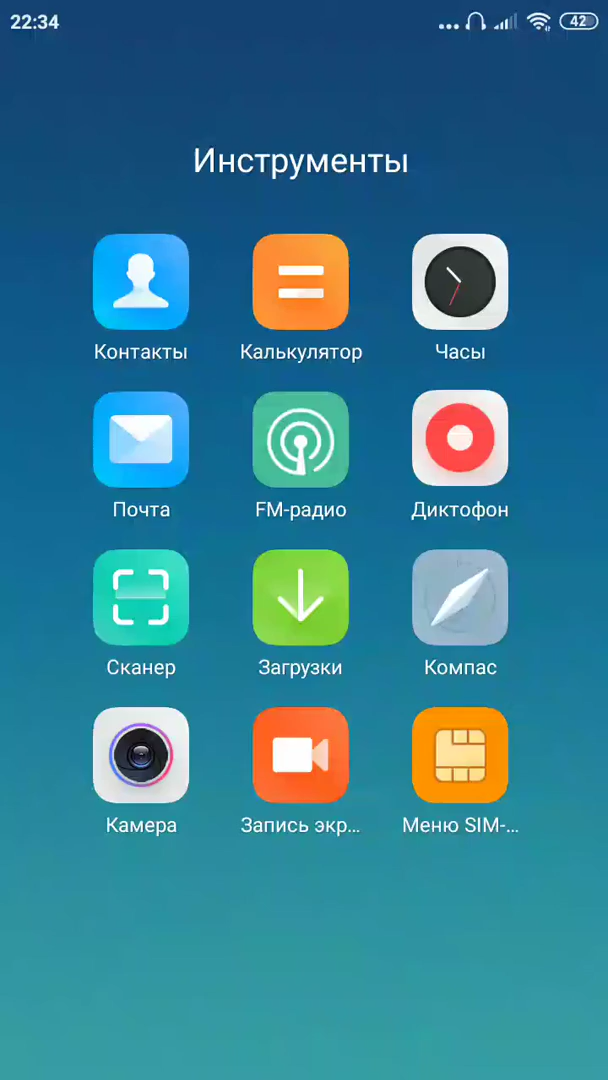 22:34
42
Инструменты
Контакты
Калькулятор
Часы
Почта
FM-радио
Диктофон
Сканер
Загрузки
Компас
Камера
Запись экр...
Меню SIM-...